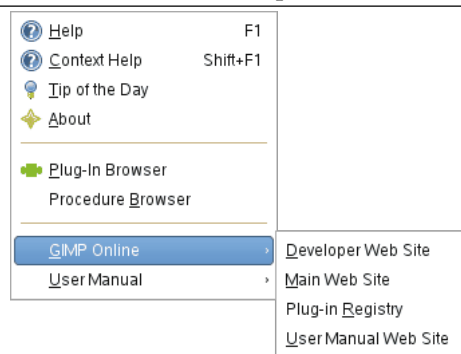 Help F1
Context Help Shift+F1
Tip of the Day
About
Plug-In Browser
Procedure Browser
GIMP Online
User Manual
Developer Web Site
Main Web Site
Plug-in Registry
User Manual Web Site